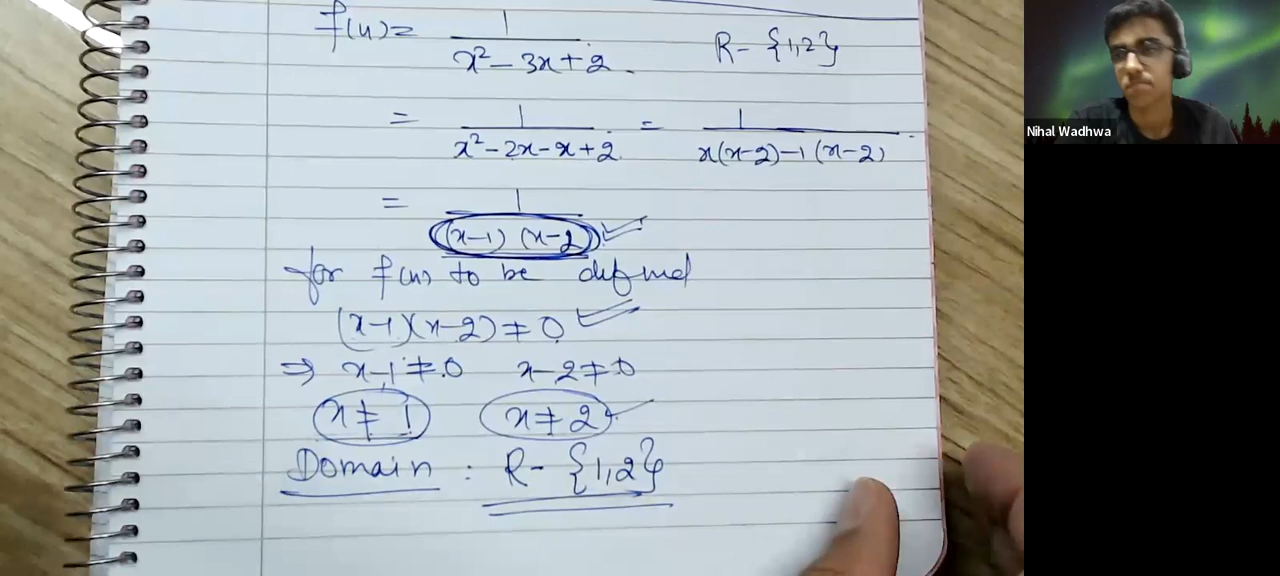 f(x) = 1/(x² - 3x + 2)    R - {1,2}
= 1/(x² - 2x - x + 2) = 1/(x(x-2) - 1(x-2))
= 1/((x-1)(x-2))
for f(x) to be defined
(x-1)(x-2) ≠ 0
⇒ x-1 ≠ 0    x-2 ≠ 0
x ≠ 1    x ≠ 2
Domain : R - {1,2}
Nihal Wadhwa